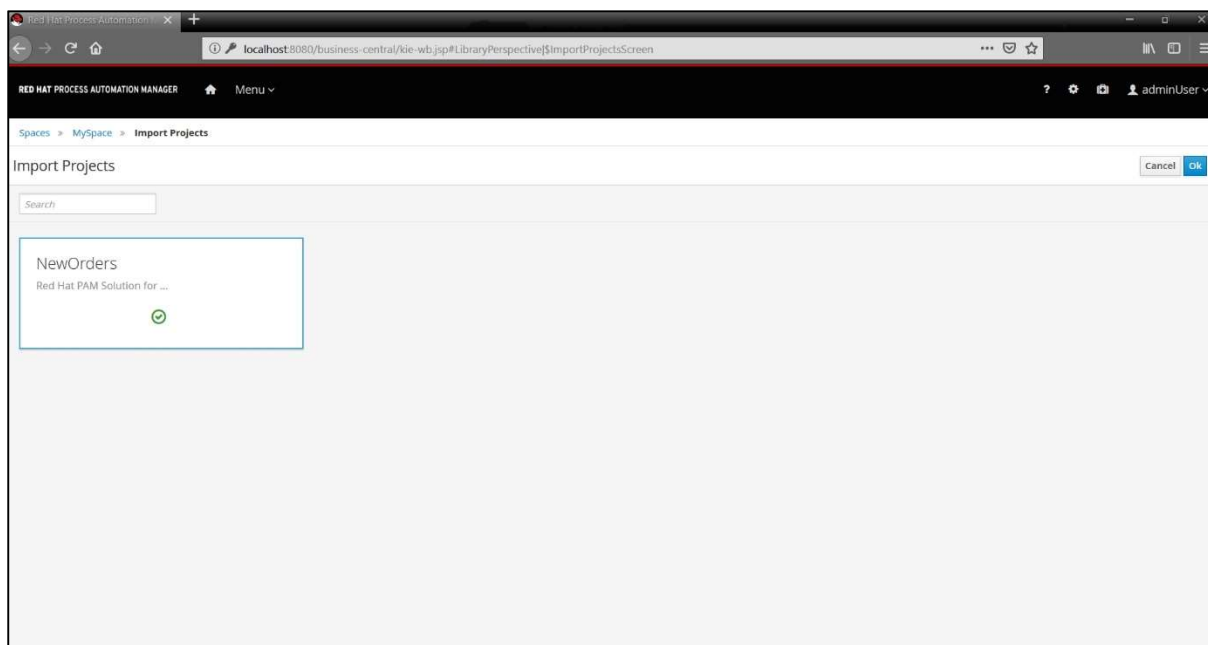 Red Hat Process Automation
localhost:8080/business-central/kie-wb.jsp#LibraryPerspective|$ImportProjectsScreen
RED HAT PROCESS AUTOMATION MANAGER Menu ? adminUser
Spaces » MySpace » Import Projects
Import Projects Cancel Ok
Search
NewOrders
Red Hat PAM Solution for ...